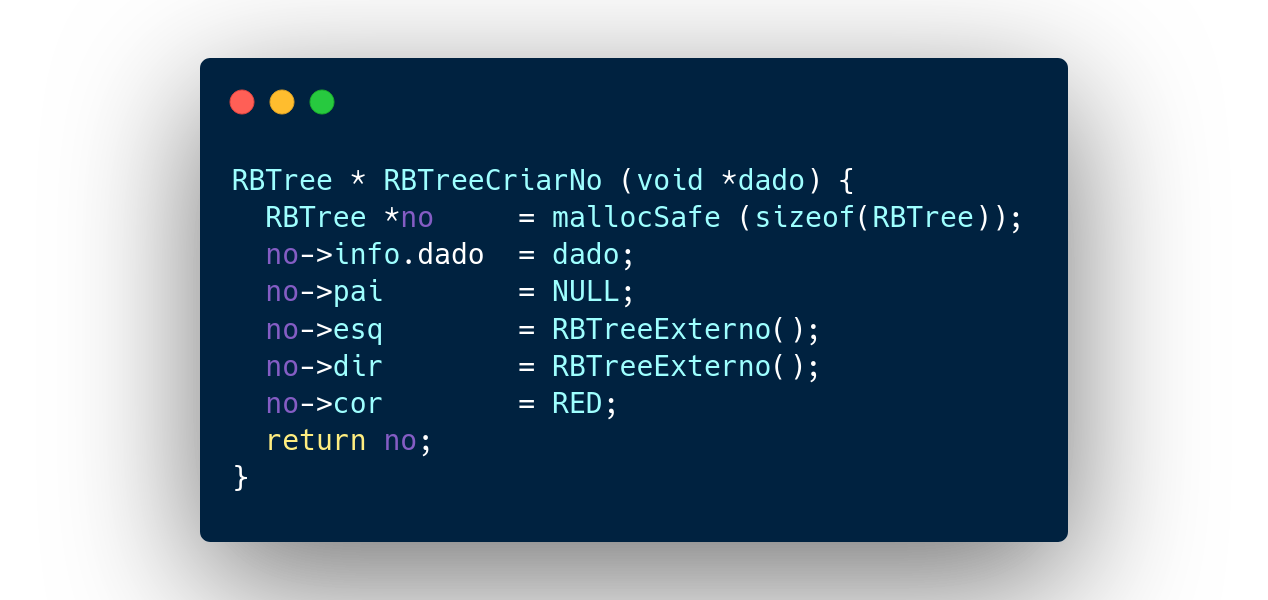 RBTree * RBTreeCriarNo (void *dado) {
  RBTree *no     = mallocSafe (sizeof(RBTree));
  no->info.dado  = dado;
  no->pai        = NULL;
  no->esq        = RBTreeExterno();
  no->dir        = RBTreeExterno();
  no->cor        = RED;
  return no;
}